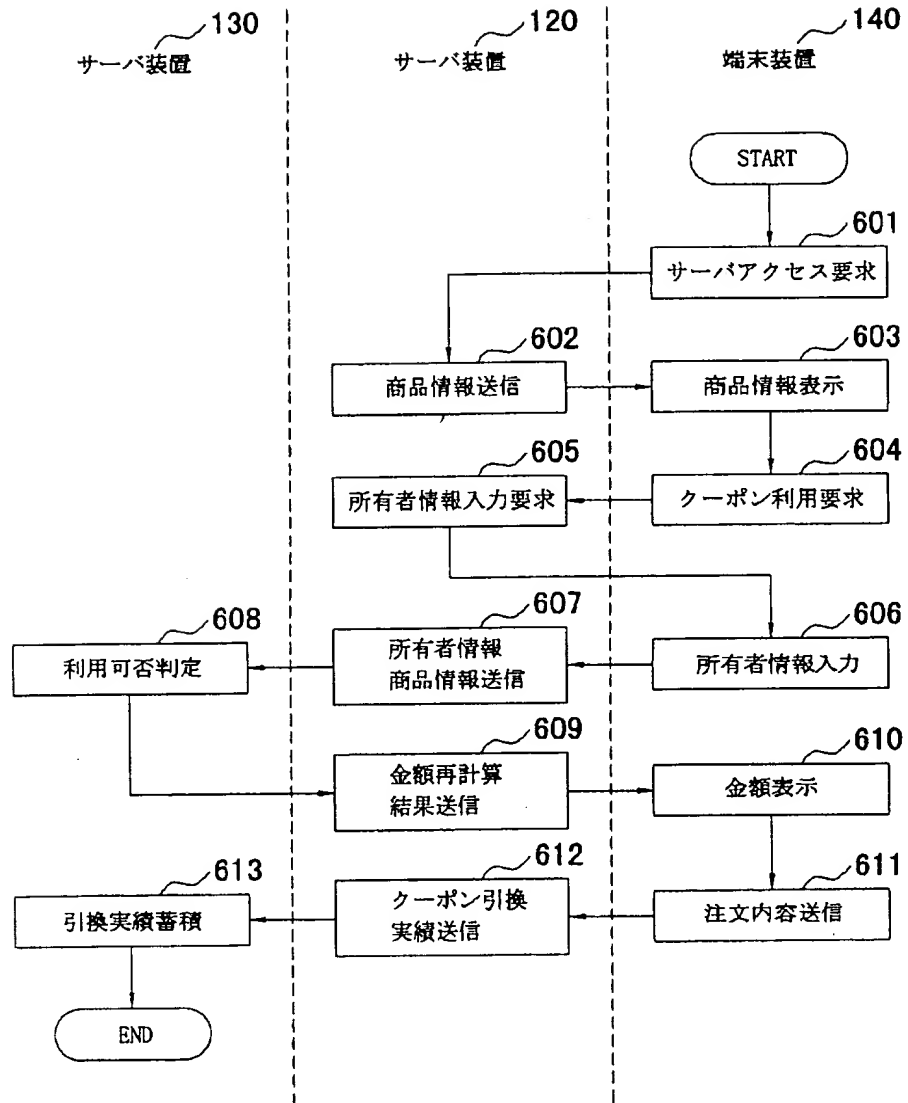 130
サーバ装置
120
サーバ装置
140
端末装置
START
601
サーバアクセス要求
602
商品情報送信
603
商品情報表示
604
クーポン利用要求
605
所有者情報入力要求
606
所有者情報入力
607
所有者情報
商品情報送信
608
利用可否判定
609
金額再計算
結果送信
610
金額表示
611
注文内容送信
612
クーポン引換
実績送信
613
引換実績蓄積
END